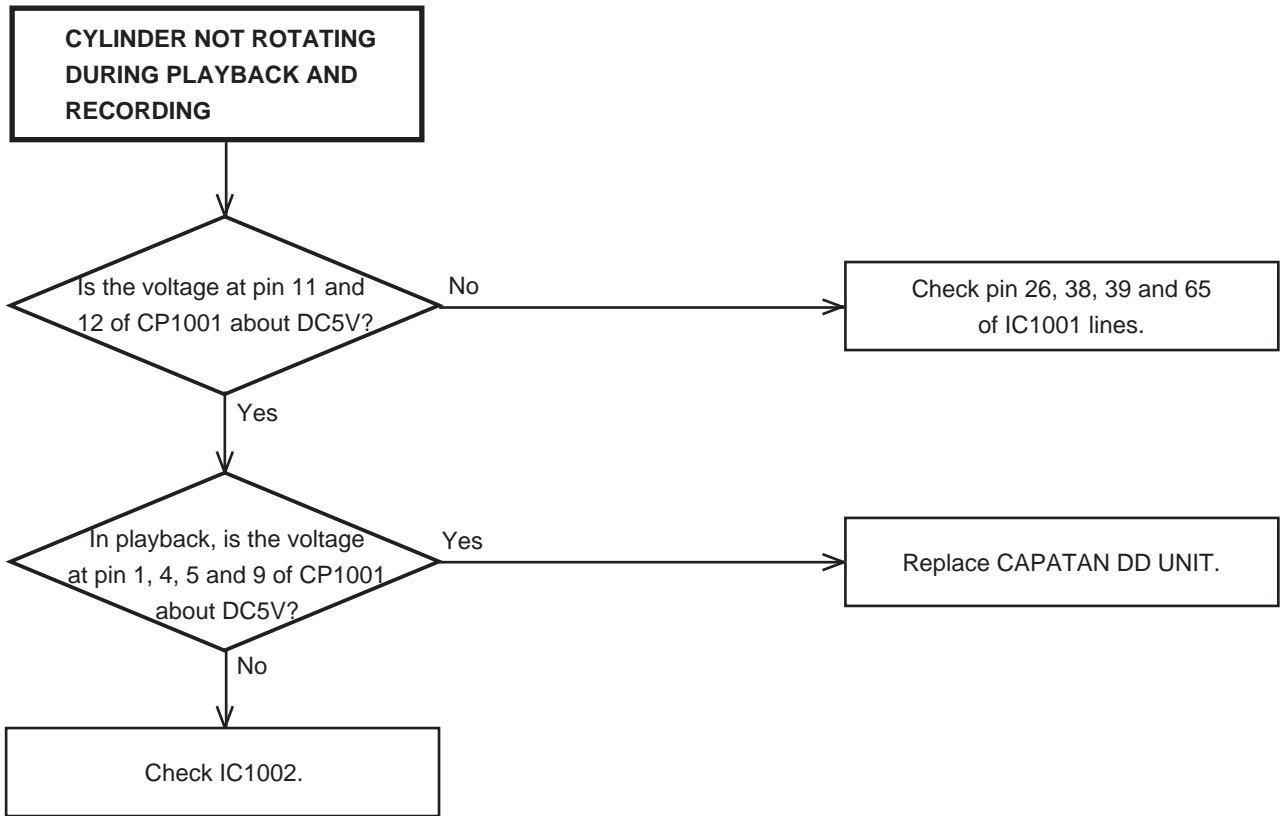 CYLINDER NOT ROTATING
DURING PLAYBACK AND
RECORDING
Is the voltage at pin 11 and
12 of CP1001 about DC5V?
No
Check pin 26, 38, 39 and 65
of IC1001 lines.
Yes
In playback, is the voltage
at pin 1, 4, 5 and 9 of CP1001
about DC5V?
Yes
Replace CAPATAN DD UNIT.
No
Check IC1002.